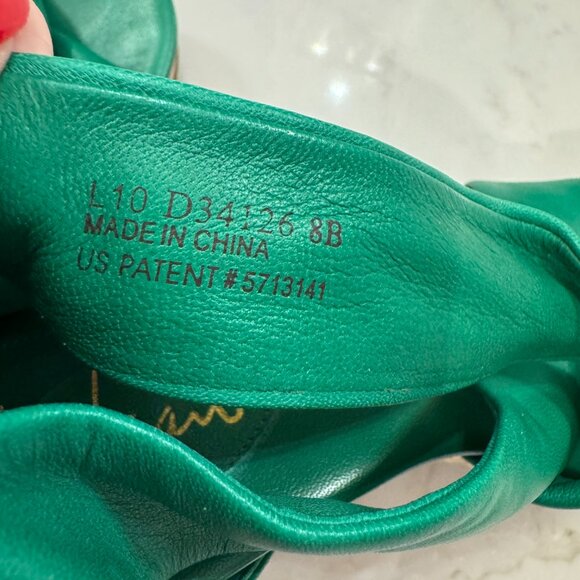 L10 D34126 8B
MADE IN CHINA
US PATENT#5713141